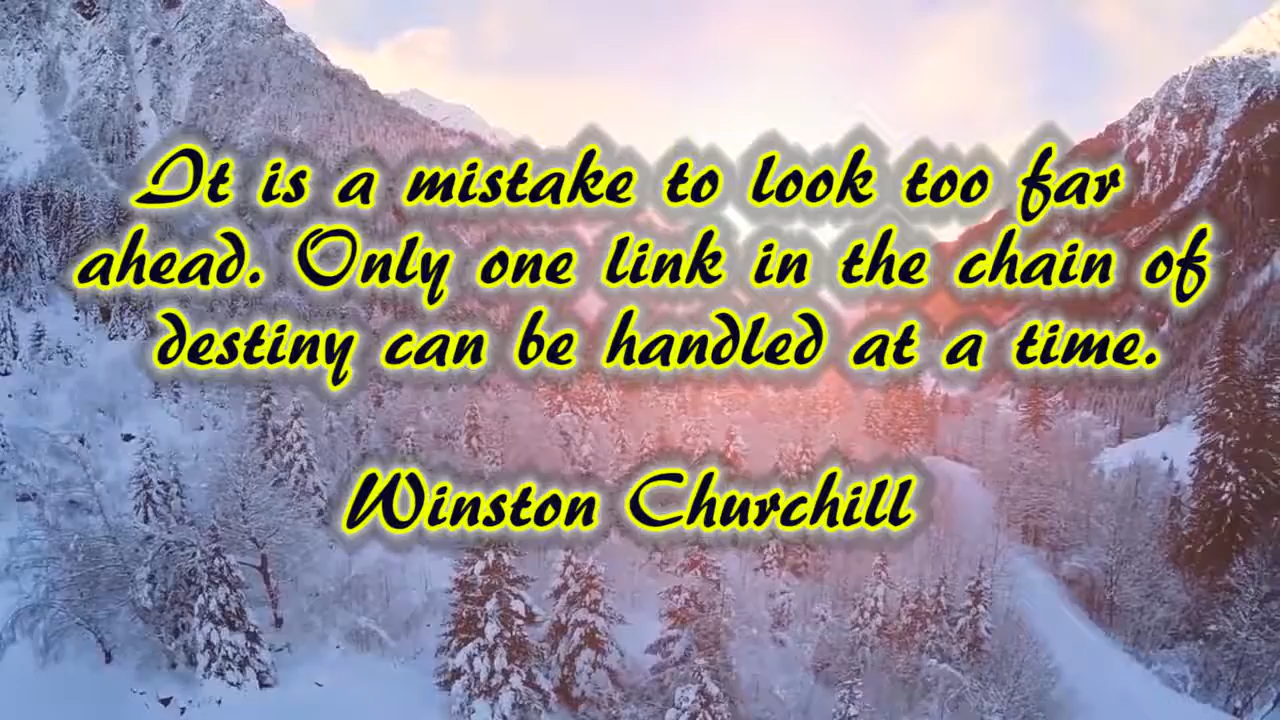 It is a mistake to look too far
ahead. Only one link in the chain of
destiny can be handled at a time.
Winston Churchill